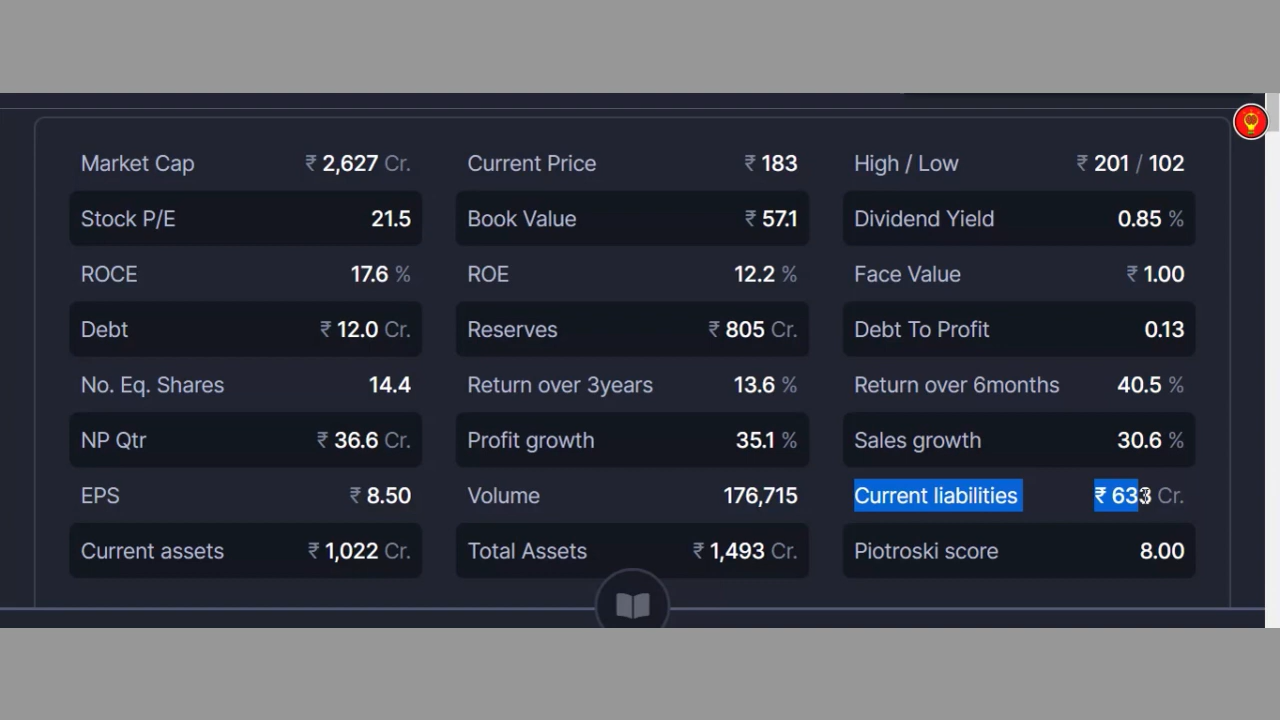 Market Cap ₹ 2,627 Cr. Current Price ₹ 183 High / Low ₹ 201 / 102
Stock P/E 21.5 Book Value ₹ 57.1 Dividend Yield 0.85 %
ROCE 17.6 % ROE 12.2 % Face Value ₹ 1.00
Debt ₹ 12.0 Cr. Reserves ₹ 805 Cr. Debt To Profit 0.13
No. Eq. Shares 14.4 Return over 3years 13.6 % Return over 6months 40.5 %
NP Qtr ₹ 36.6 Cr. Profit growth 35.1 % Sales growth 30.6 %
EPS ₹ 8.50 Volume 176,715 Current liabilities ₹ 633 Cr.
Current assets ₹ 1,022 Cr. Total Assets ₹ 1,493 Cr. Piotroski score 8.00